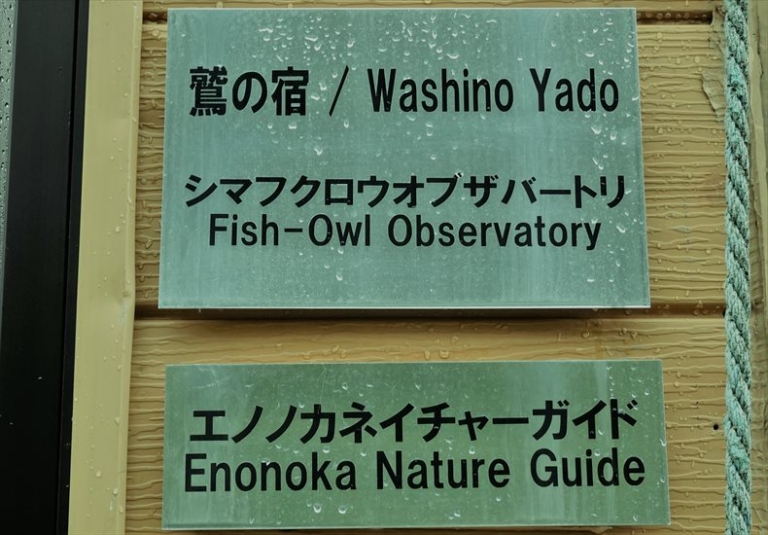 鷲の宿 / Washino Yado
シマフクロウオブザバートリ
Fish-Owl Observatory
エノノカネイチャーガイド
Enonoka Nature Guide